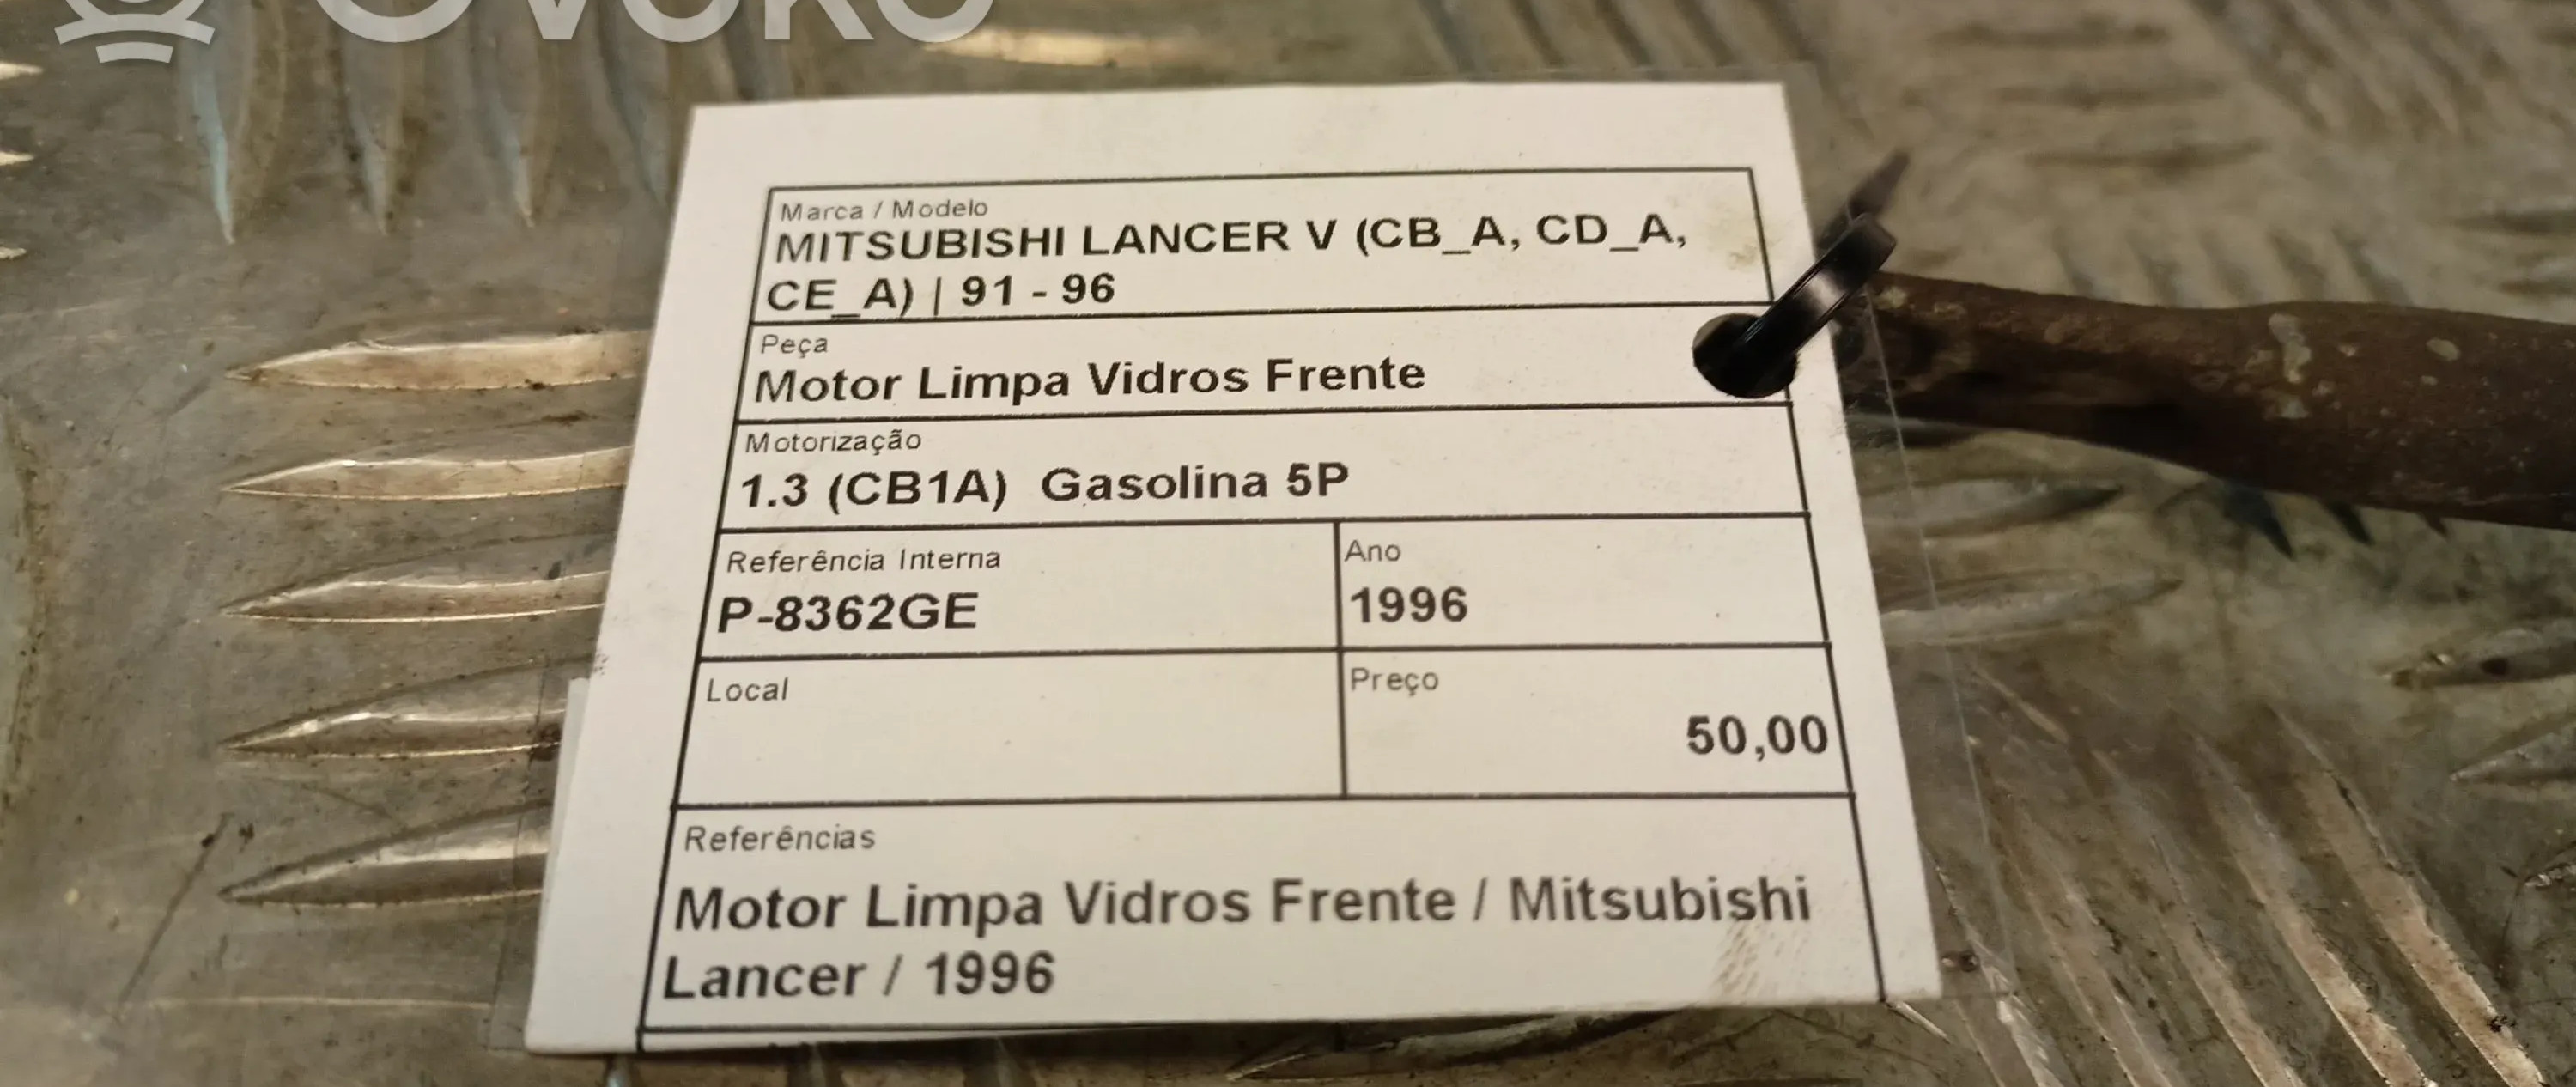 OVOKO
Marca / Modelo
MITSUBISHI LANCER V (CB_A, CD_A,
CE_A) | 91 - 96
Peça
Motor Limpa Vidros Frente
Motorização
1.3 (CB1A)  Gasolina 5P
Referência Interna
P-8362GE
Ano
1996
Local
Preço
50,00
Referências
Motor Limpa Vidros Frente / Mitsubishi
Lancer / 1996